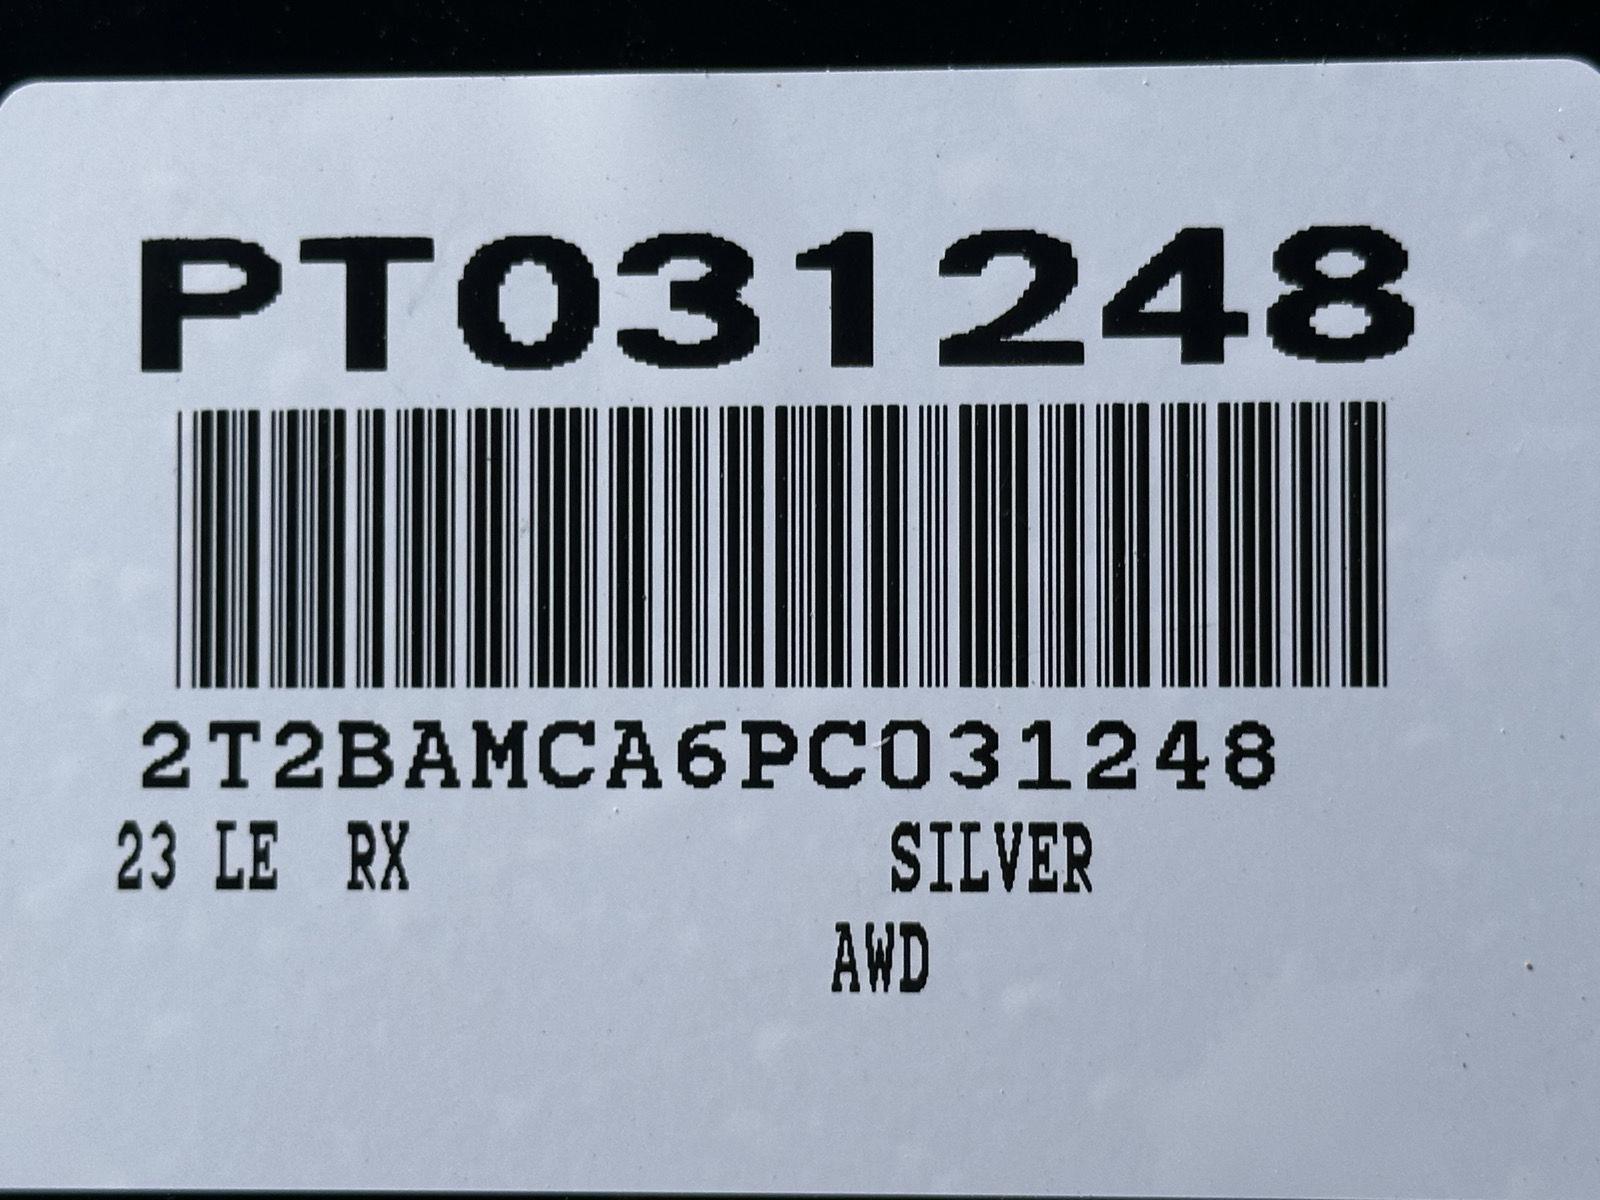 PT031248
2T2BAMCA6PC031248
23 LE RX SILVER
AWD